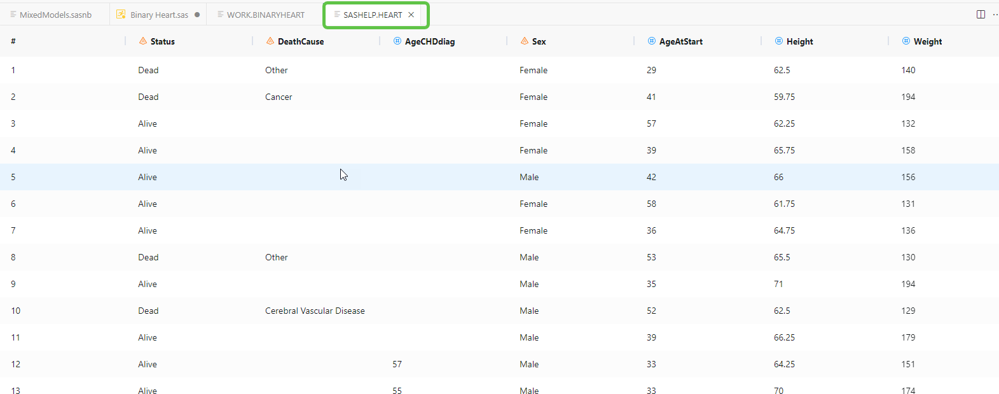 MixedModels.sasnb Binary Heart.sas WORK.BINARYHEART SASHELP.HEART
# Status DeathCause AgeCHDdiag Sex AgeAtStart Height Weight
1 Dead Other Female 29 62.5 140
2 Dead Cancer Female 41 59.75 194
3 Alive Female 57 62.25 132
4 Alive Female 39 65.75 158
5 Alive Male 42 66 156
6 Alive Female 58 61.75 131
7 Alive Female 36 64.75 136
8 Dead Other Male 53 65.5 130
9 Alive Male 35 71 194
10 Dead Cerebral Vascular Disease Male 52 62.5 129
11 Alive Male 39 66.25 179
12 Alive 57 Male 33 64.25 151
13 Alive 55 Male 33 70 174